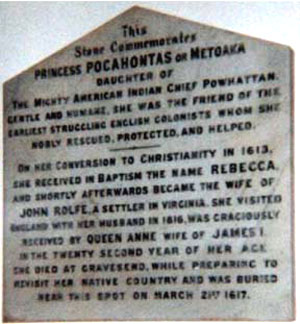 This
Stone Commemorates
PRINCESS POCAHONTAS OR METOAKA
DAUGHTER OF
THE MIGHTY AMERICAN INDIAN CHIEF POWHATTAN.
GENTLE AND HUMANE, SHE WAS THE FRIEND OF THE
EARLIEST STRUGGLING ENGLISH COLONISTS WHOM SHE
NOBLY RESCUED, PROTECTED, AND HELPED.
ON HER CONVERSION TO CHRISTIANITY IN 1613,
SHE RECEIVED IN BAPTISM THE NAME REBECCA,
AND SHORTLY AFTERWARDS BECAME THE WIFE OF
JOHN ROLFE, A SETTLER IN VIRGINIA. SHE VISITED
ENGLAND WITH HER HUSBAND IN 1616, WAS GRACIOUSLY
RECEIVED BY QUEEN ANNE WIFE OF JAMES I.
IN THE TWENTY SECOND YEAR OF HER AGE
SHE DIED AT GRAVESEND, WHILE PREPARING TO
REVISIT HER NATIVE COUNTRY AND WAS BURIED
NEAR THIS SPOT ON MARCH 21ST 1617.